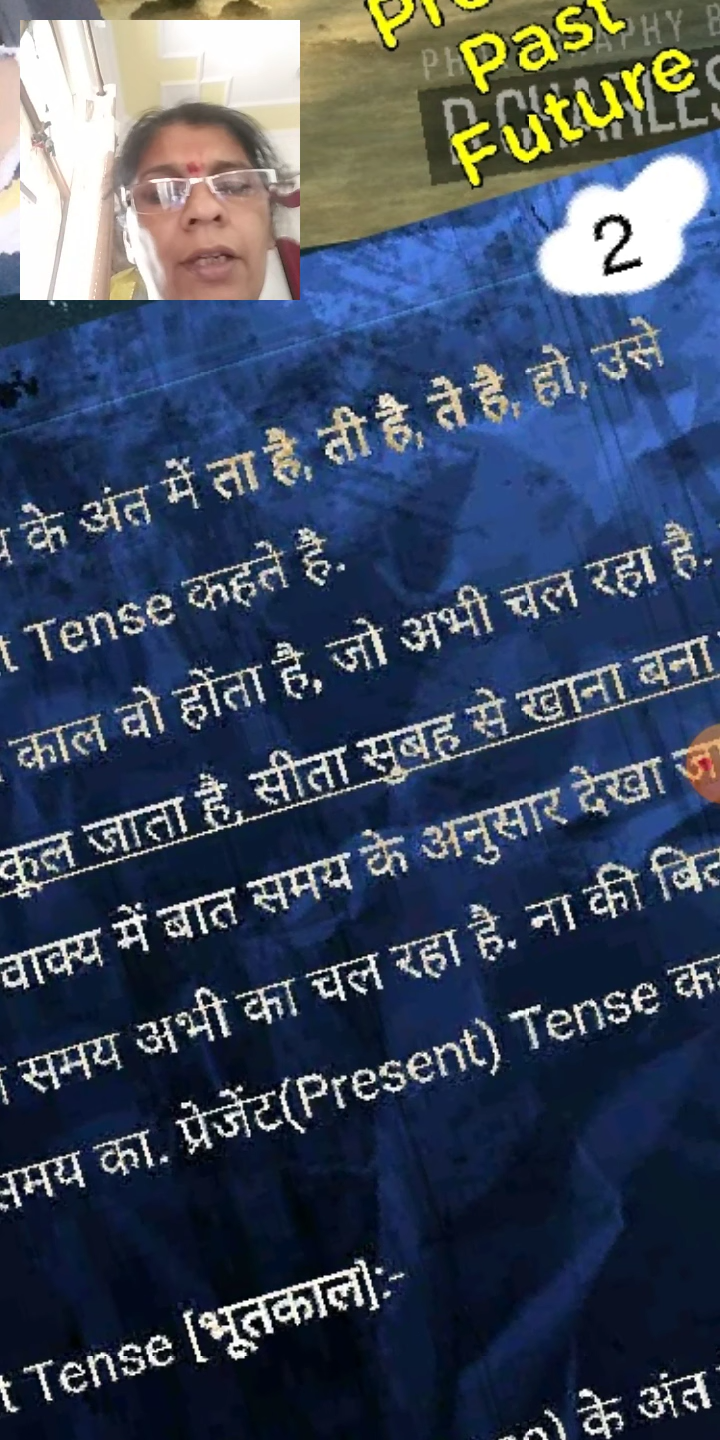 Past
Future
2
के अंत में ता है, ती है, ते है, हो, उसे
Tense कहते है.
काल वो होंता है, जो अभी चल रहा है.
कूल जाता है, सीता सुबह से खाना बना
वाक्य में बात समय के अनुसार देखा
समय अभी का चल रहा है. ना की
समय का. प्रेजेंट(Present) Tense
Tense [भूतकाल]:-
के अंत